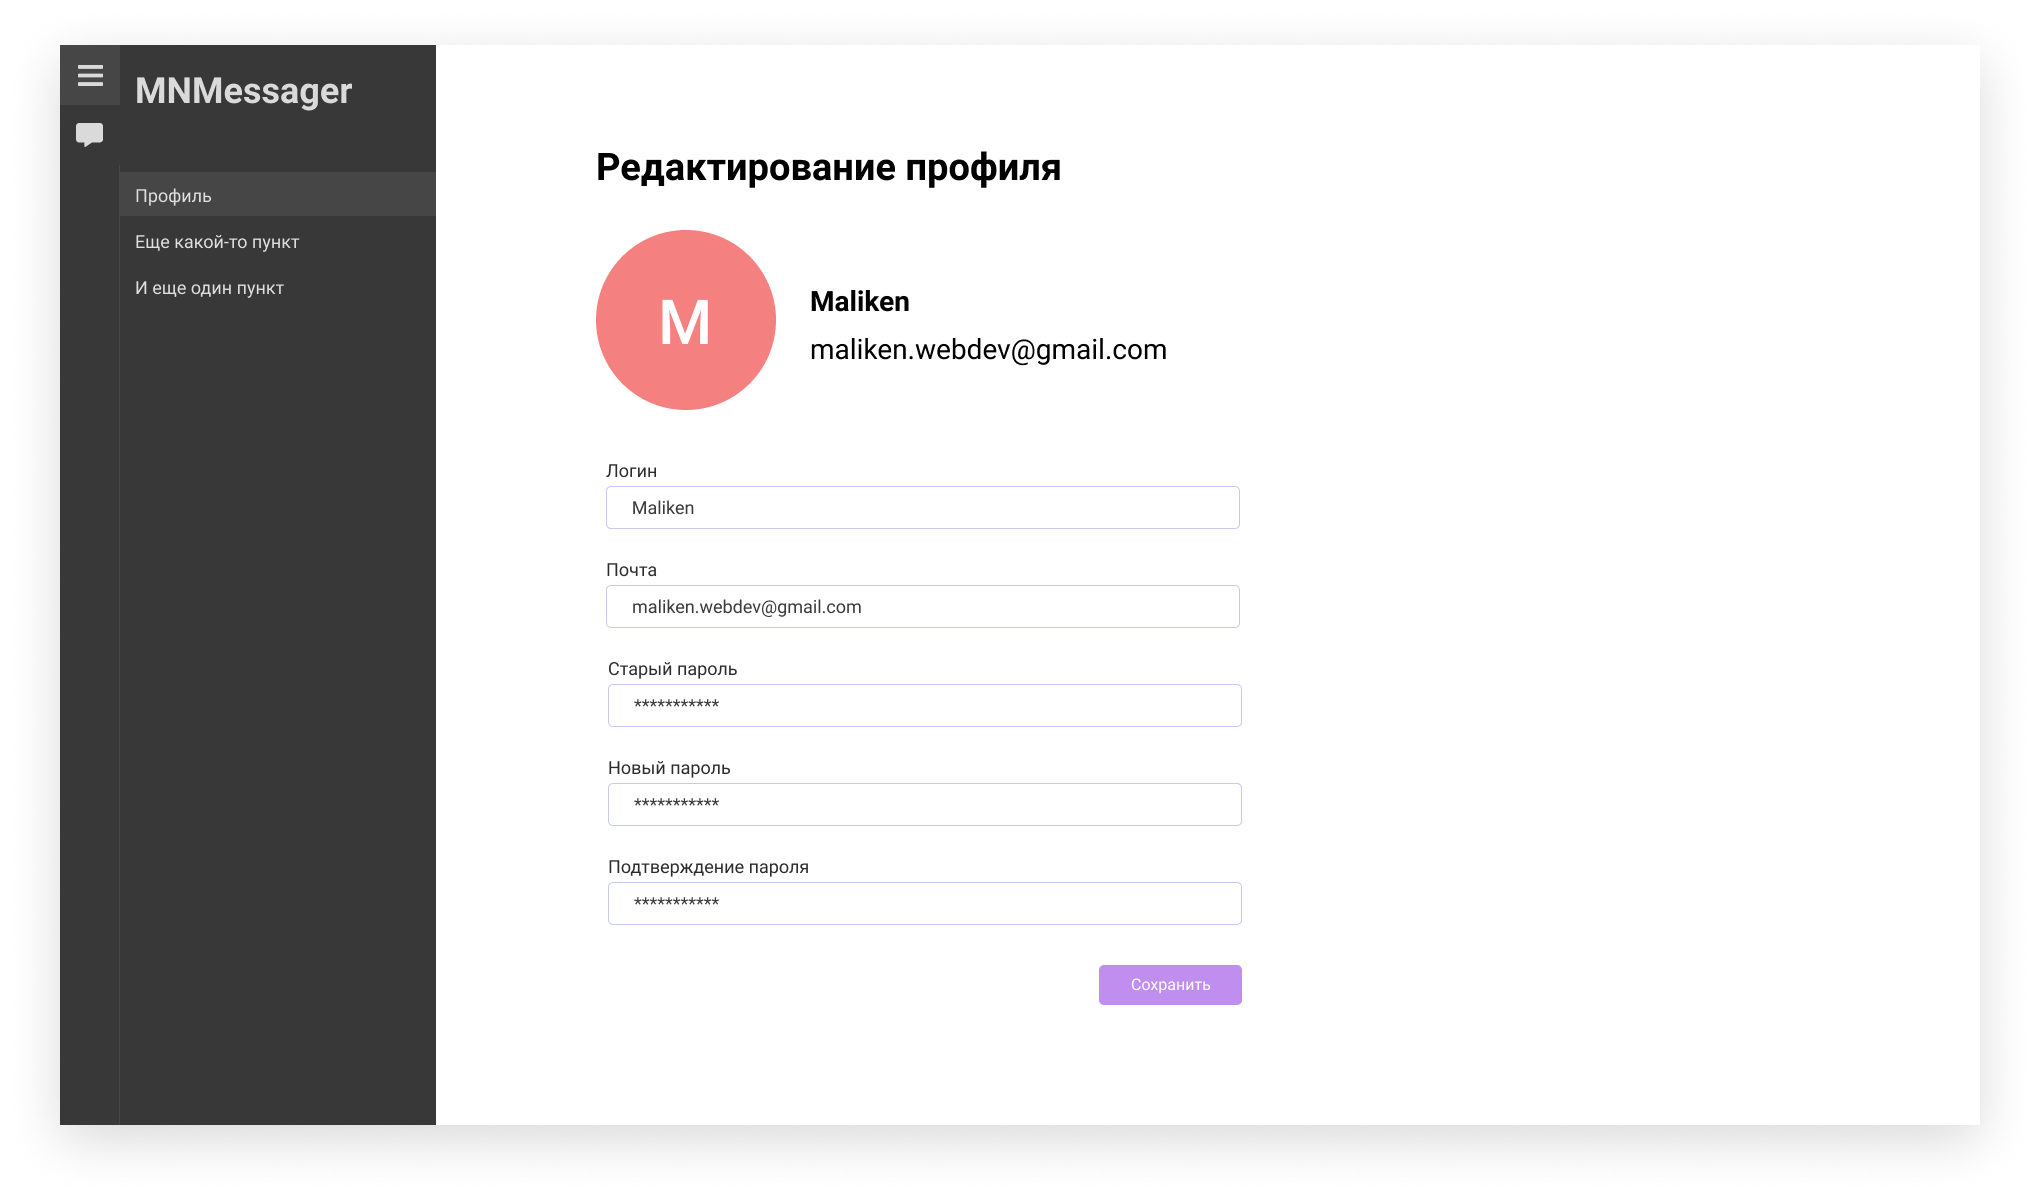 MNMessager
Профиль
Еще какой-то пункт
И еще один пункт
Редактирование профиля
M
Maliken
maliken.webdev@gmail.com
Логин
Maliken
Почта
maliken.webdev@gmail.com
Старый пароль
***********
Новый пароль
***********
Подтверждение пароля
***********
Сохранить